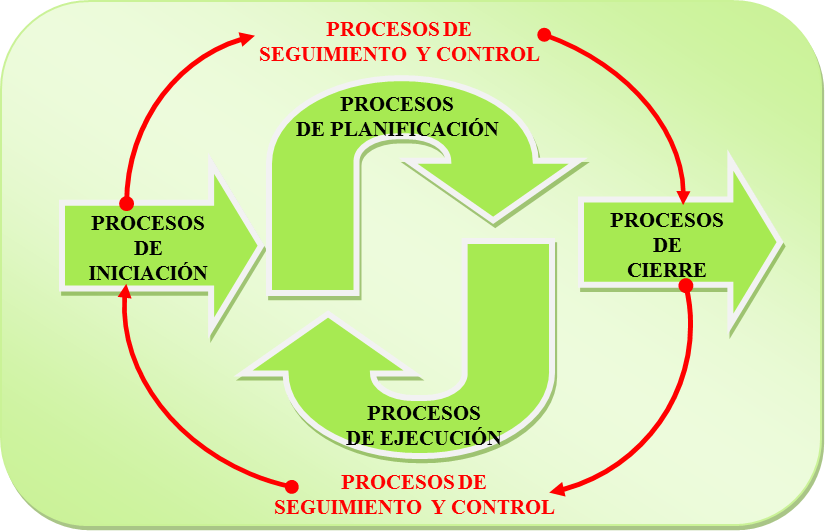 PROCESOS DE
SEGUIMIENTO Y CONTROL
PROCESOS
DE PLANIFICACIÓN
PROCESOS
DE
INICIACIÓN
PROCESOS
DE
CIERRE
PROCESOS
DE EJECUCIÓN
PROCESOS DE
SEGUIMIENTO Y CONTROL